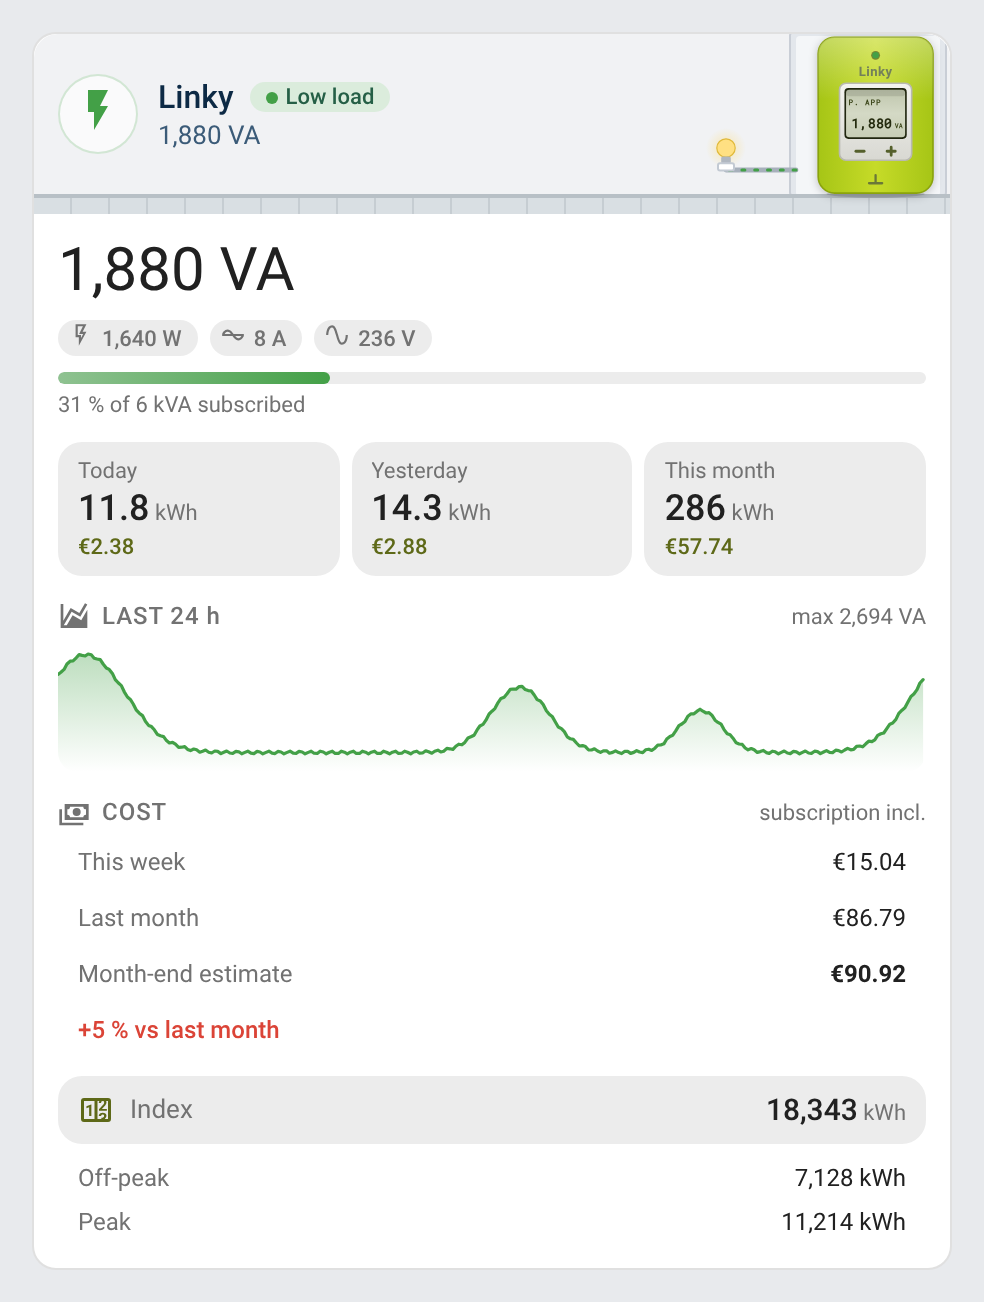 Linky
Low load
1,880 VA
Linky
P. APP
1,880 VA
1,880 VA
1,640 W
8 A
236 V
31 % of 6 kVA subscribed
Today
11.8 kWh
€2.38
Yesterday
14.3 kWh
€2.88
This month
286 kWh
€57.74
LAST 24 h
max 2,694 VA
COST
subscription incl.
This week
€15.04
Last month
€86.79
Month-end estimate
€90.92
+5 % vs last month
Index
18,343 kWh
Off-peak
7,128 kWh
Peak
11,214 kWh